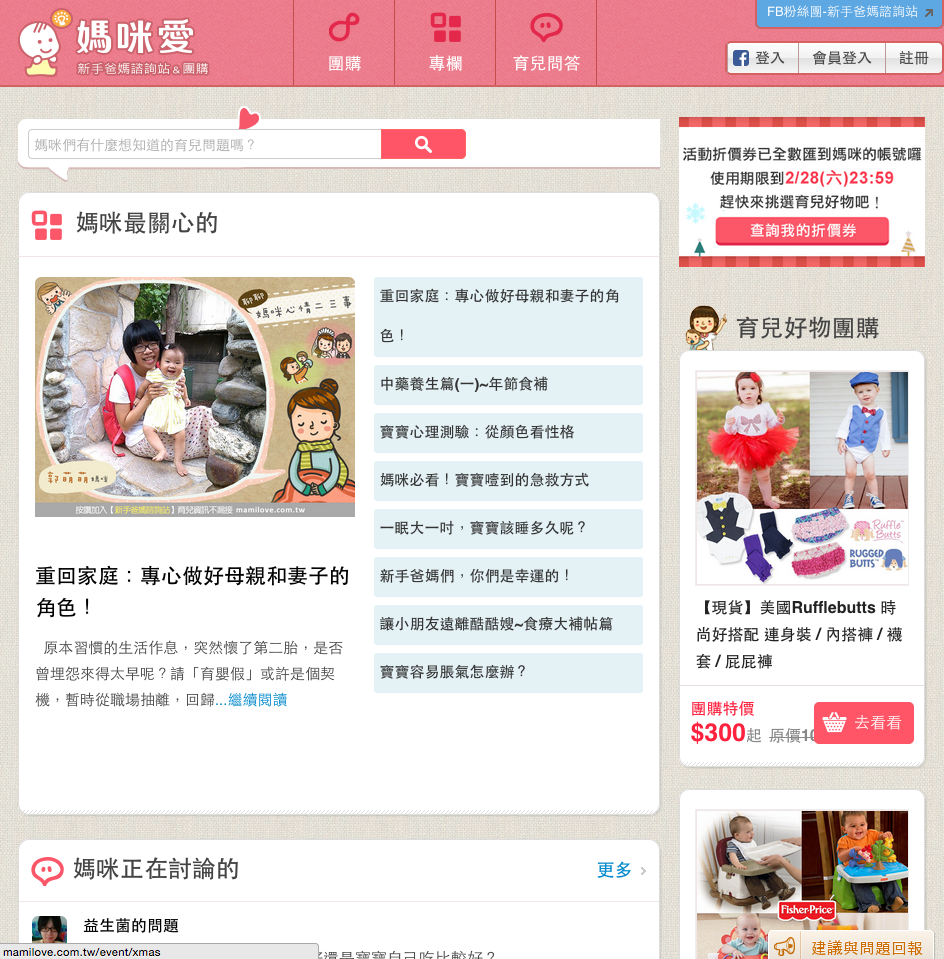 FB粉絲團-新手爸媽諮詢站
媽咪愛
新手爸媽諮詢站&團購
團購
專欄
育兒問答
登入
會員登入
註冊
媽咪們有什麼想知道的育兒問題嗎？
活動折價券已全數匯到媽咪的帳號囉
使用期限到2/28(六)23:59
趕快來挑選育兒好物吧！
查詢我的折價券
媽咪最關心的
聊聊
媽咪心情二三事
郭萌萌媽咪
按讚加入【新手爸媽諮詢站】育兒資訊不漏接 mamilove.com.tw
重回家庭：專心做好母親和妻子的
角色！
原本習慣的生活作息，突然懷了第二胎，是否
曾埋怨來得太早呢？請「育嬰假」或許是個契
機，暫時從職場抽離，回歸...繼續閱讀
重回家庭：專心做好母親和妻子的角
色！
中藥養生篇(一)~年節食補
寶寶心理測驗：從顏色看性格
媽咪必看！寶寶噎到的急救方式
一眠大一吋，寶寶該睡多久呢？
新手爸媽們，你們是幸運的！
讓小朋友遠離酷酷嫂~食療大補帖篇
寶寶容易脹氣怎麼辦？
育兒好物團購
Ruffle
Butts
RUGGED
BUTTS
【現貨】美國Rufflebutts 時
尚好搭配 連身裝 / 內搭褲 / 襪
套 / 屁屁褲
團購特價
$300起 原價10
去看看
媽咪正在討論的
更多
益生菌的問題
還是寶寶自己吃比較好？
Fisher-Price
建議與問題回報
mamilove.com.tw/event/xmas